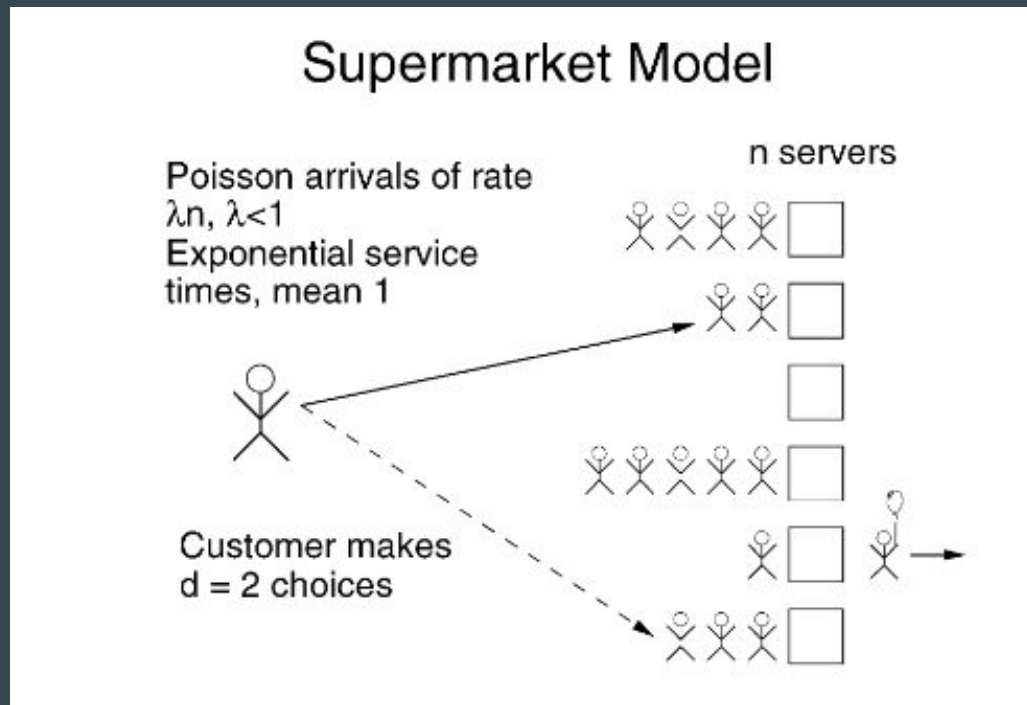 Supermarket Model
n servers
Poisson arrivals of rate
λn, λ<1
Exponential service
times, mean 1
Customer makes
d = 2 choices